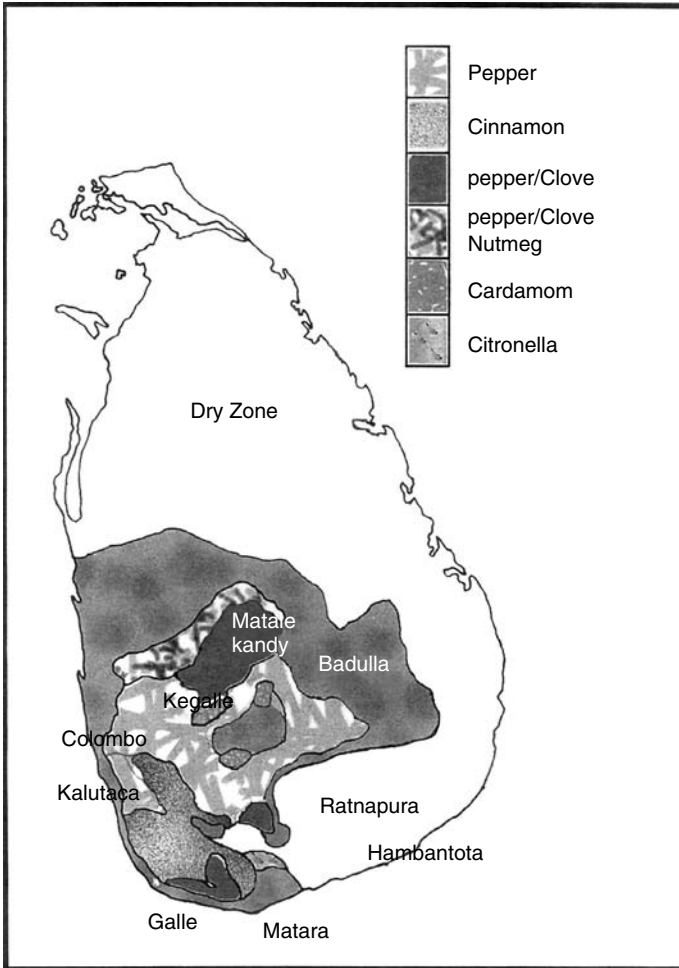 Pepper
Cinnamon
pepper/Clove
pepper/Clove
Nutmeg
Cardamom
Citronella
Dry Zone
Matale
kandy
Badulla
Kegalle
Colombo
Kalutaca
Ratnapura
Hambantota
Galle
Matara